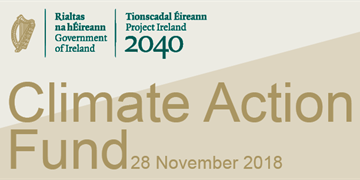 Rialtas
na hÉireann
Government
of Ireland
Tionscadal Éireann
Project Ireland
2040
Climate Action
Fund 28 November 2018